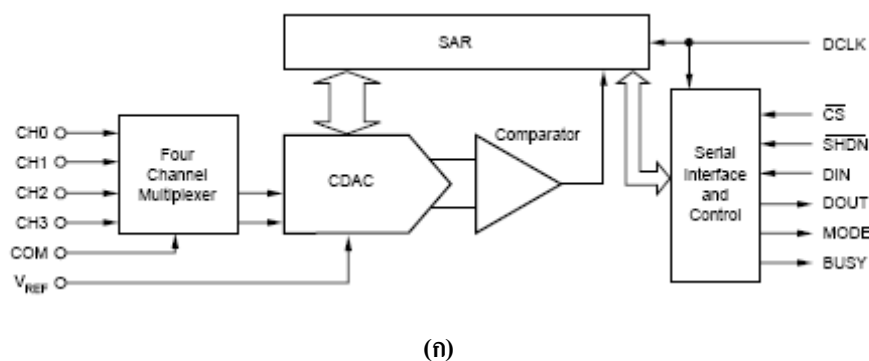 SAR
DCLK
CS
SHDN
DIN
DOUT
MODE
BUSY
CH0
CH1
CH2
CH3
COM
VREF
Four
Channel
Multiplexer
CDAC
Comparator
Serial
Interface
and
Control
(ก)